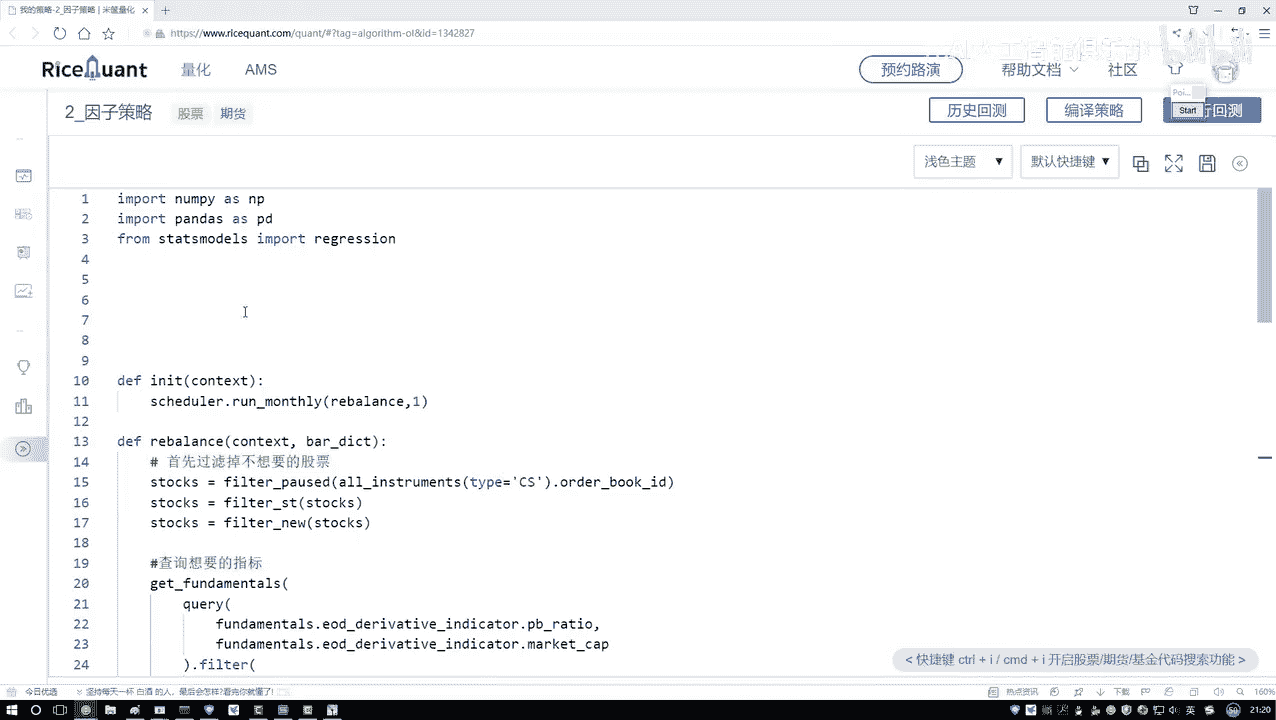 我的策略-2_因子策略 | 米筐量化
https://www.ricequant.com/quant/#?tag=algorithm-ol&id=1342827
RiceQuant 量化 AMS 预约路演 帮助文档 社区
Poi...
Start
2_因子策略 股票 期货 历史回测 编译策略 行回测
浅色主题 默认快捷键
1 import numpy as np
2 import pandas as pd
3 from statsmodels import regression
4
5
6
7
8
9
10 def init(context):
11 scheduler.run_monthly(rebalance,1)
12
13 def rebalance(context, bar_dict):
14 # 首先过滤掉不想要的股票
15 stocks = filter_paused(all_instruments(type='CS').order_book_id)
16 stocks = filter_st(stocks)
17 stocks = filter_new(stocks)
18
19 #查询想要的指标
20 get_fundamentals(
21 query(
22 fundamentals.eod_derivative_indicator.pb_ratio,
23 fundamentals.eod_derivative_indicator.market_cap
24 ).filter(
< 快捷键 ctrl + i / cmd + i 开启股票/期货/基金代码搜索功能 >
今日优选 坚持每天一杯 白酒 的人，最后会怎样?看完你就懂了! 热点资讯 下载 160%
英 21:20